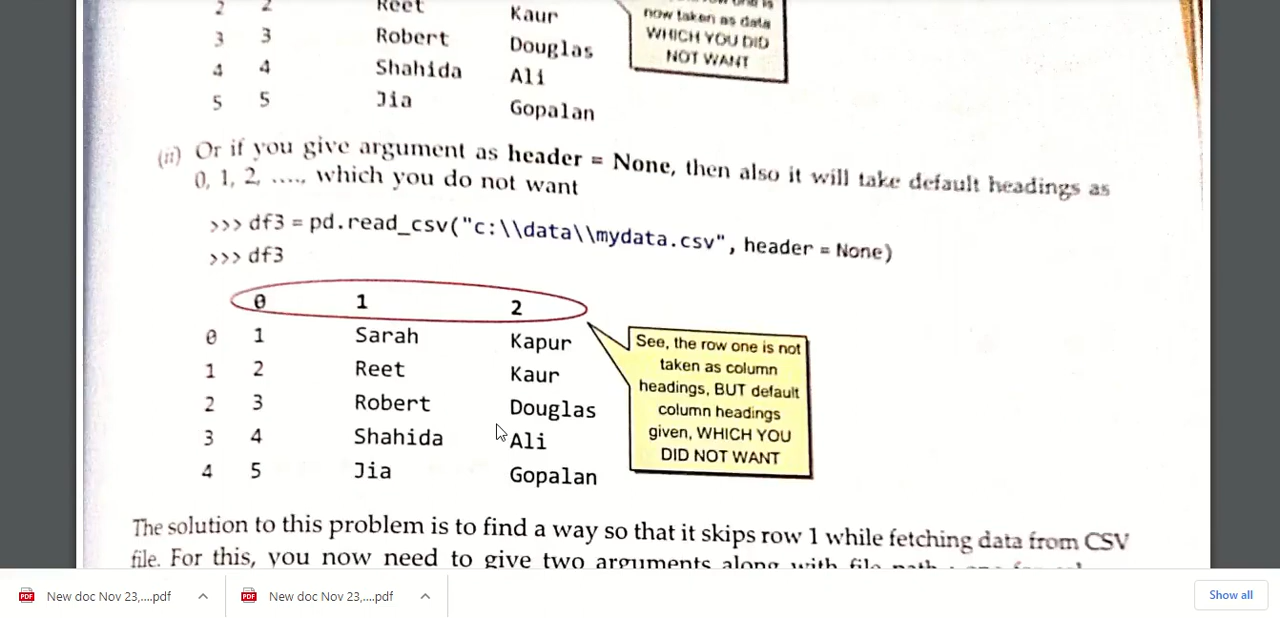 2 2 Reet Kaur
3 3 Robert Douglas
4 4 Shahida Ali
5 5 Jia Gopalan
now taken as data
WHICH YOU DID
NOT WANT
(ii) Or if you give argument as header = None, then also it will take default headings as
0, 1, 2, ...., which you do not want
>>> df3 = pd.read_csv("c:\\data\\mydata.csv", header = None)
>>> df3
0 1 2
0 1 Sarah Kapur
1 2 Reet Kaur
2 3 Robert Douglas
3 4 Shahida Ali
4 5 Jia Gopalan
See, the row one is not
taken as column
headings, BUT default
column headings
given, WHICH YOU
DID NOT WANT
The solution to this problem is to find a way so that it skips row 1 while fetching data from CSV
file. For this, you now need to give two arguments along with file path
New doc Nov 23,....pdf
New doc Nov 23,....pdf
Show all